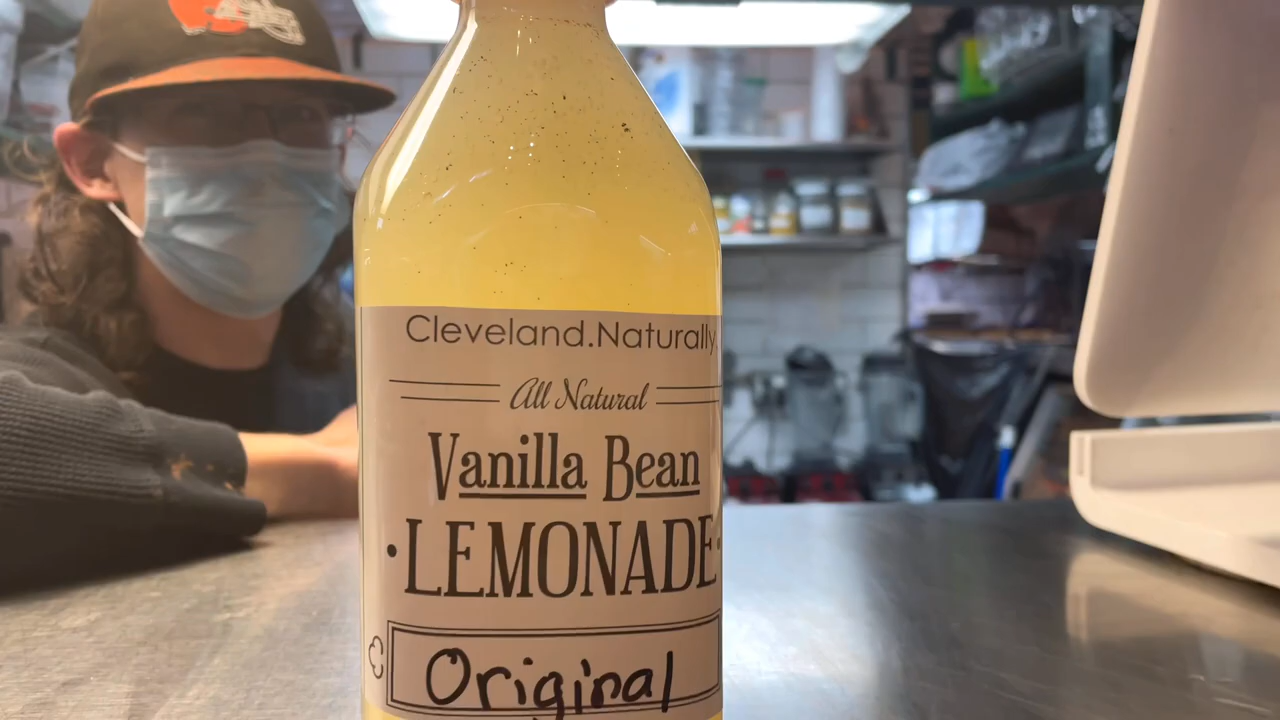 Cleveland.Naturally
All Natural
Vanilla Bean
•LEMONADE•
Original